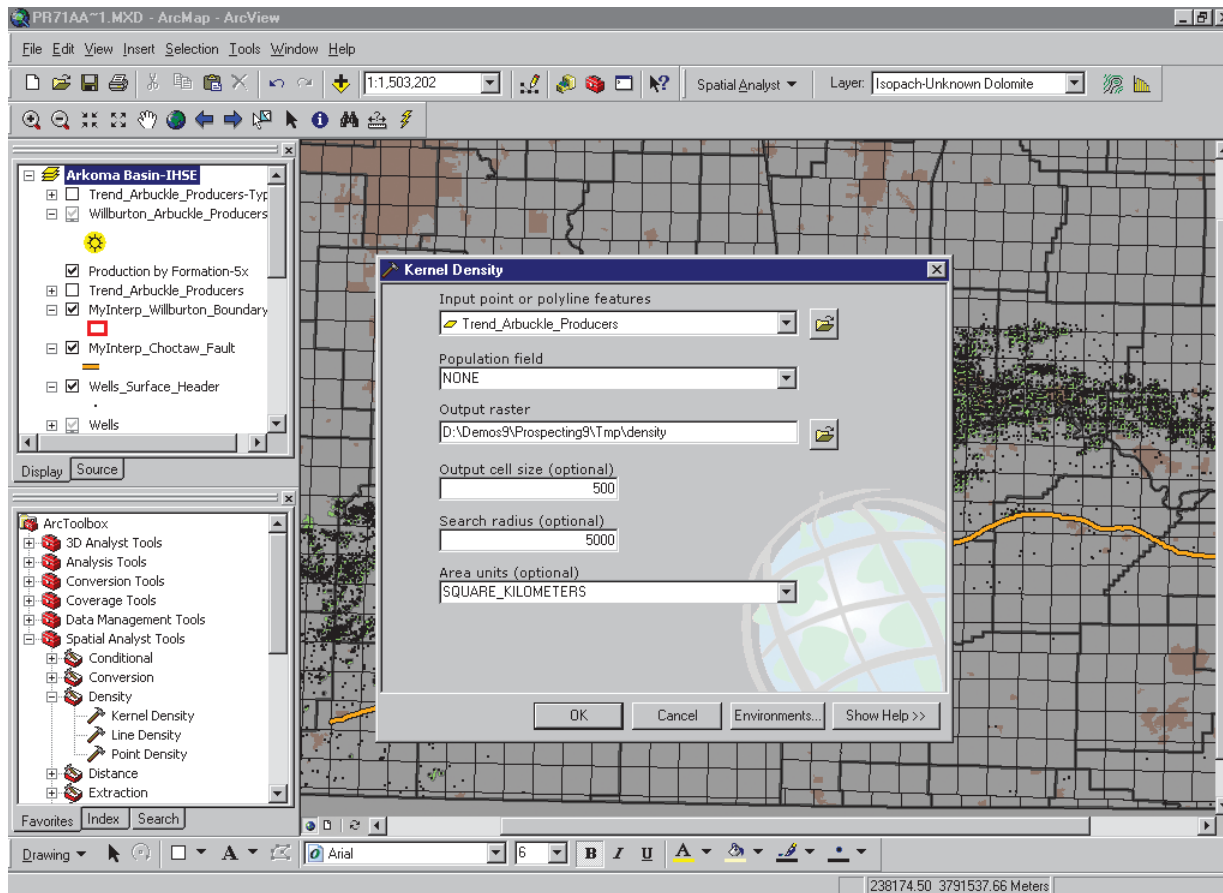 PR71AA~1.MXD - ArcMap - ArcView
File Edit View Insert Selection Tools Window Help
1:1,503,202
Spatial Analyst
Layer: Isopach-Unknown Dolomite
Arkoma Basin-IHSE
Trend_Arbuckle_Producers-Typ
Willburton_Arbuckle_Producers
Production by Formation-5x
Trend_Arbuckle_Producers
MyInterp_Willburton_Boundary
MyInterp_Choctaw_Fault
Wells_Surface_Header
Wells
Display Source
ArcToolbox
3D Analyst Tools
Analysis Tools
Conversion Tools
Coverage Tools
Data Management Tools
Spatial Analyst Tools
Conditional
Conversion
Density
Kernel Density
Line Density
Point Density
Distance
Extraction
Favorites Index Search
Kernel Density
Input point or polyline features
Trend_Arbuckle_Producers
Population field
NONE
Output raster
D:\Demos9\Prospecting9\Tmp\density
Output cell size (optional)
500
Search radius (optional)
5000
Area units (optional)
SQUARE_KILOMETERS
OK Cancel Environments... Show Help >>
Drawing A Arial 6 B I U A
238174.50 3791537.66 Meters